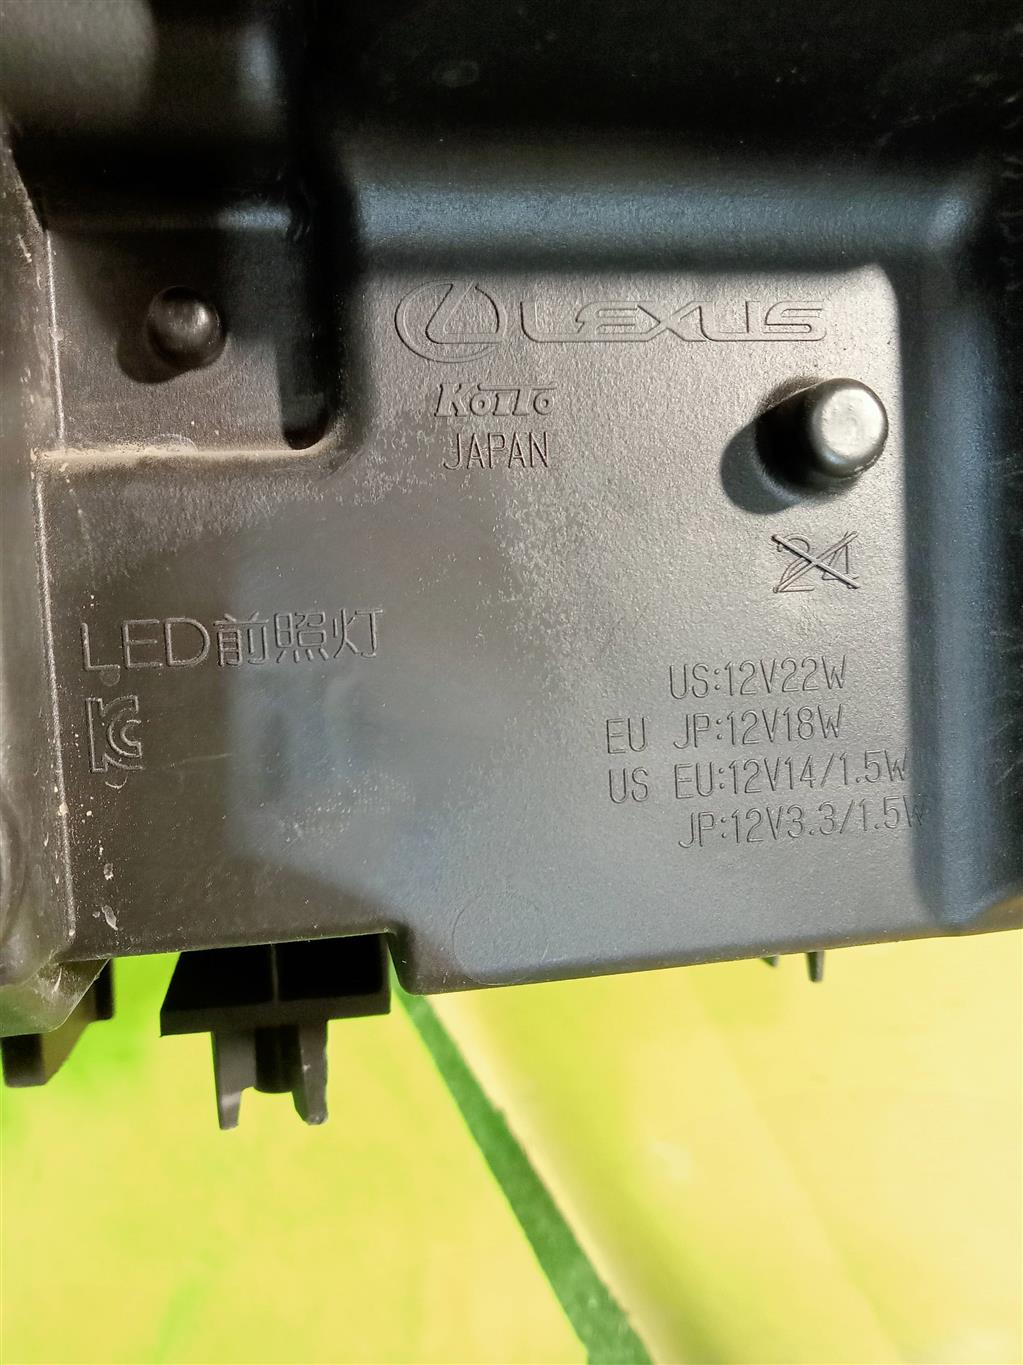 LEXUS
KOITO
JAPAN
24
LED前照灯
US:12V22W
EU JP:12V18W
US EU:12V14/1.5W
JP:12V3.3/1.5W